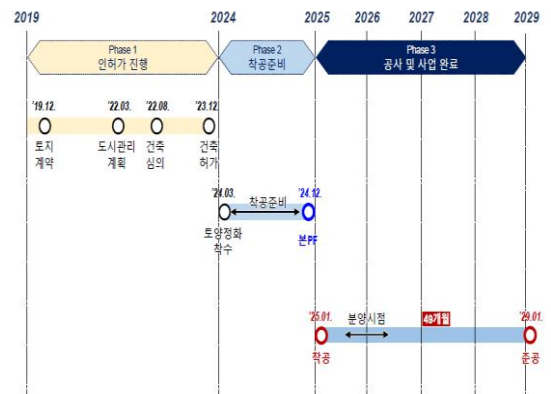 2019 2024 2025 2026 2027 2028 2029
Phase 1
인허가 진행
Phase 2
착공준비
Phase 3
공사 및 사업 완료
'19.12. '22.03. '22.08. '23.12.
토지
계약
도시관리
계획
건축
심의
건축
허가
'24.03. 착공준비 '24.12.
토양정화
착수
본PF
'25.01. 분양시점 49개월 '29.01.
착공 준공